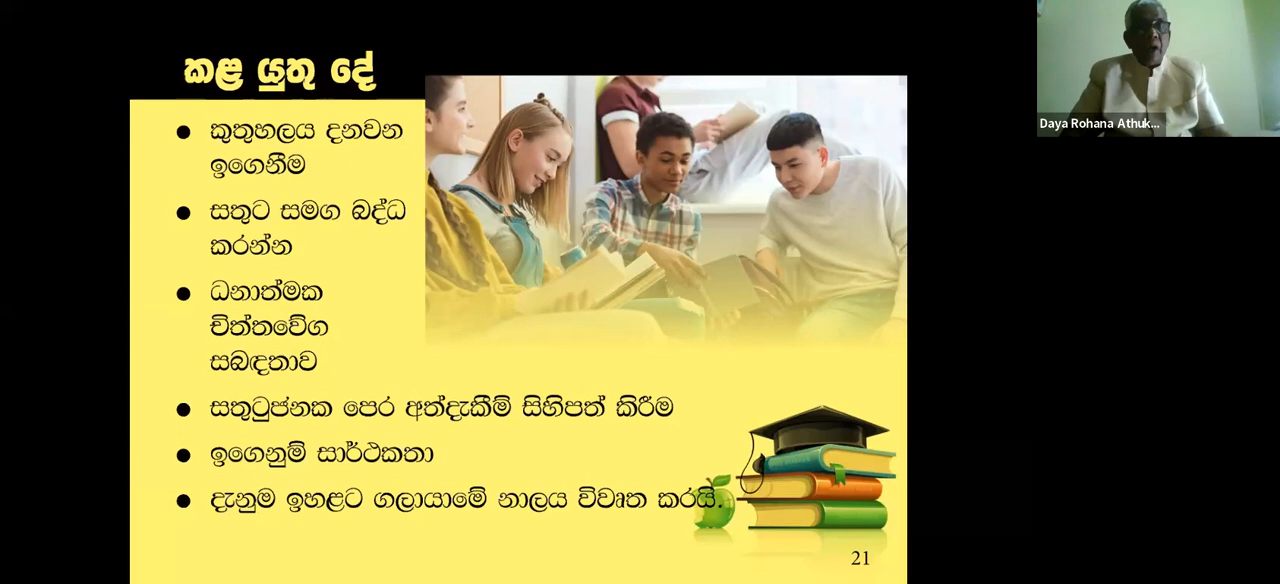 කළ යුතු දේ
Daya Rohana Athuk...
● කුතුහලය දනවන
ඉගෙනීම
● සතුට සමග බද්ධ
කරන්න
● ධනාත්මක
චිත්තවේග
සබඳතාව
● සතුටුජනක පෙර අත්දැකීම් සිහිපත් කිරීම
● ඉගෙනුම් සාර්ථකතා
● දැනුම ඉහළට ගලායාමේ නාලය විවෘත කරයි.
21